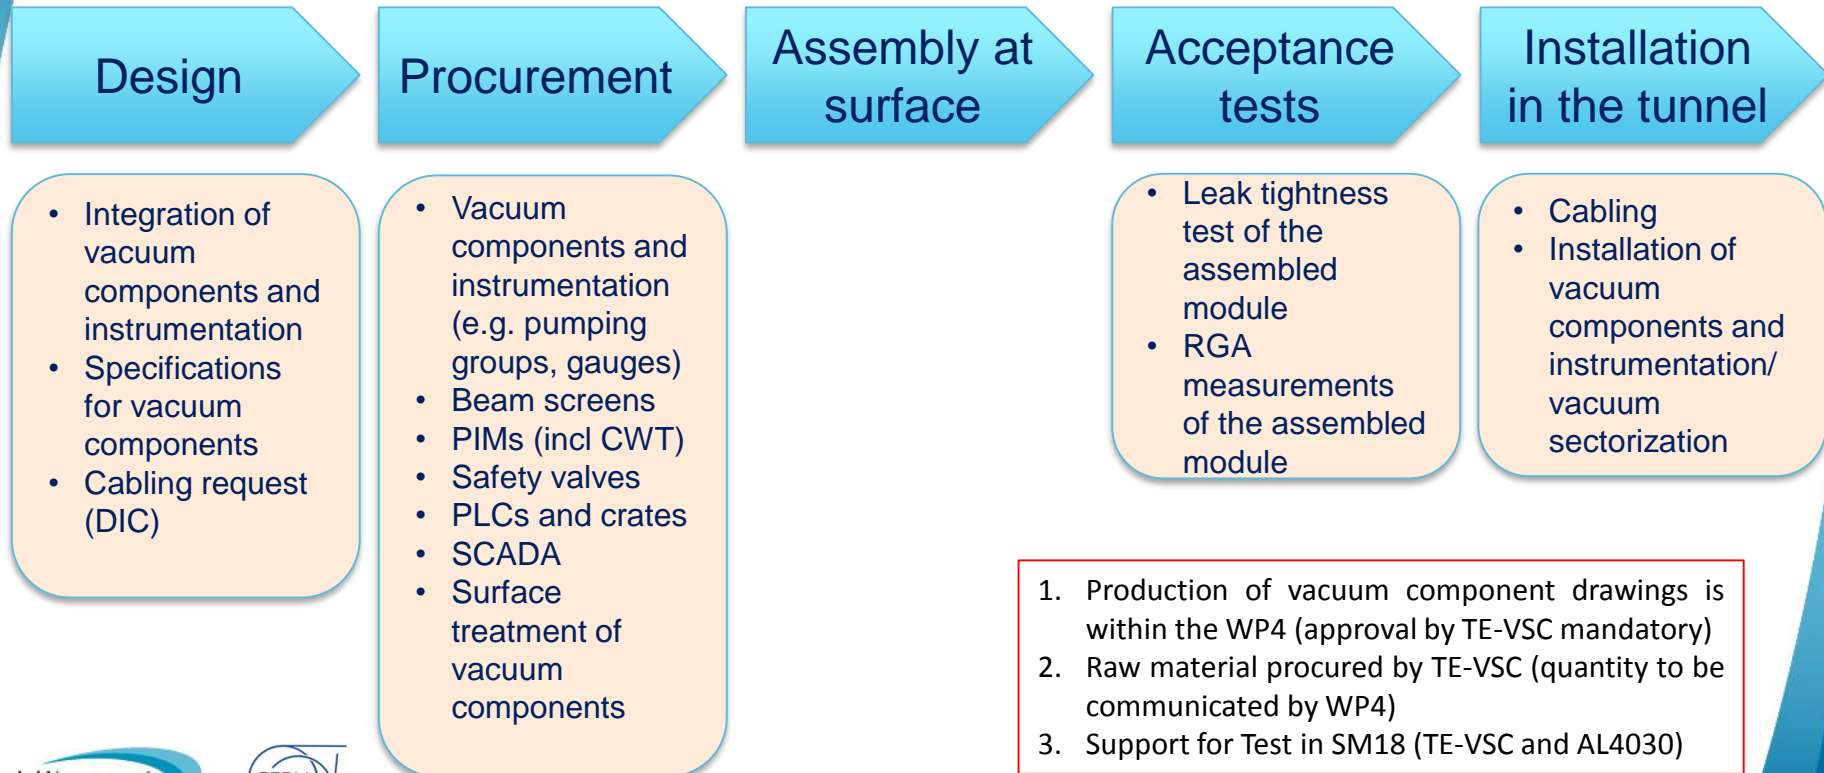 Design
Procurement
Assembly at
surface
Acceptance
tests
Installation
in the tunnel
• Integration of
vacuum
components and
instrumentation
• Specifications
for vacuum
components
• Cabling request
(DIC)
• Vacuum
components and
instrumentation
(e.g. pumping
groups, gauges)
• Beam screens
• PIMs (incl CWT)
• Safety valves
• PLCs and crates
• SCADA
• Surface
treatment of
vacuum
components
• Leak tightness
test of the
assembled
module
• RGA
measurements
of the assembled
module
• Cabling
• Installation of
vacuum
components and
instrumentation/
vacuum
sectorization
1. Production of vacuum component drawings is
within the WP4 (approval by TE-VSC mandatory)
2. Raw material procured by TE-VSC (quantity to be
communicated by WP4)
3. Support for Test in SM18 (TE-VSC and AL4030)